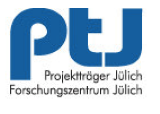 ptJ
Projektträger Jülich
Forschungszentrum Jülich